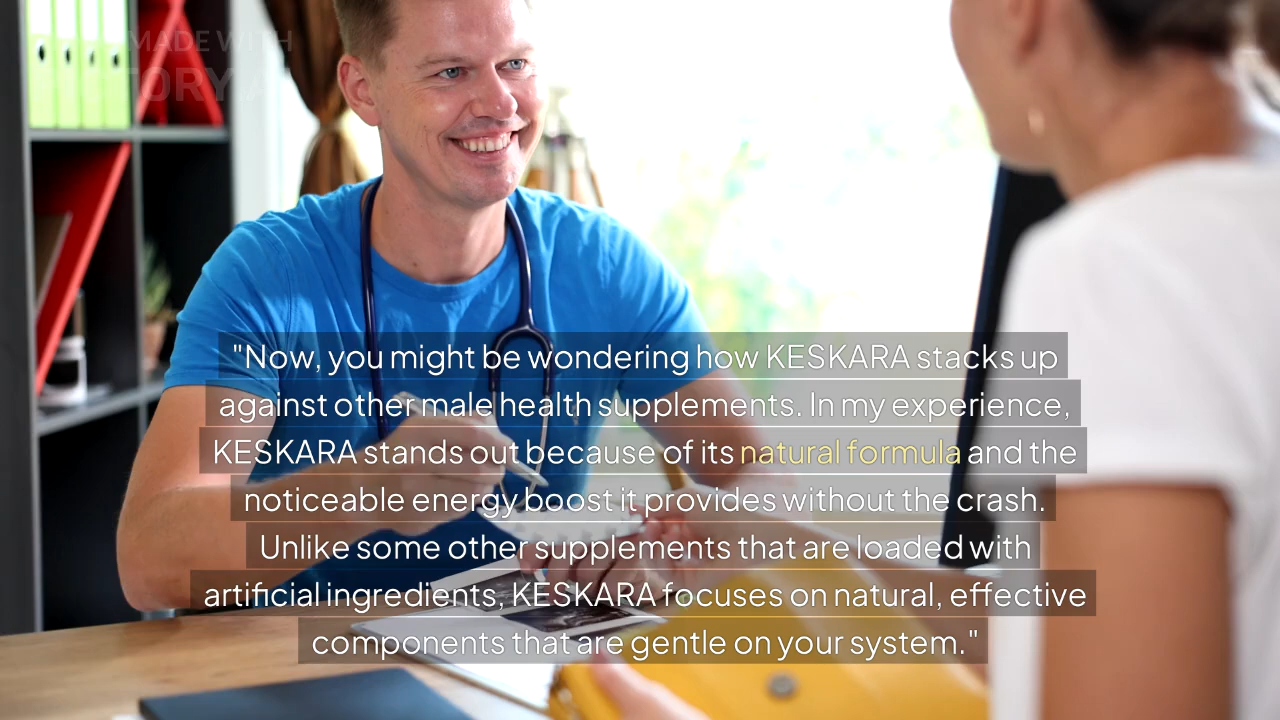 MADE WITH
"Now, you might be wondering how KESKARA stacks up
against other male health supplements. In my experience,
KESKARA stands out because of its natural formula and the
noticeable energy boost it provides without the crash.
Unlike some other supplements that are loaded with
artificial ingredients, KESKARA focuses on natural, effective
components that are gentle on your system."